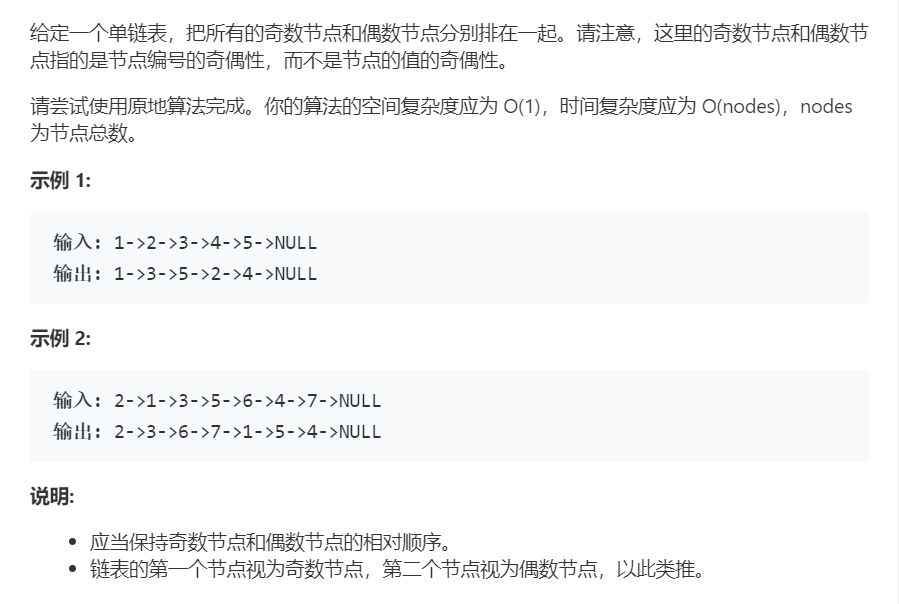 给定一个单链表，把所有的奇数节点和偶数节点分别排在一起。请注意，这里的奇数节点和偶数节
点指的是节点编号的奇偶性，而不是节点的值的奇偶性。
请尝试使用原地算法完成。你的算法的空间复杂度应为 O(1)，时间复杂度应为 O(nodes)，nodes
为节点总数。
示例 1:
输入: 1->2->3->4->5->NULL
输出: 1->3->5->2->4->NULL
示例 2:
输入: 2->1->3->5->6->4->7->NULL
输出: 2->3->6->7->1->5->4->NULL
说明:
• 应当保持奇数节点和偶数节点的相对顺序。
• 链表的第一个节点视为奇数节点，第二个节点视为偶数节点，以此类推。